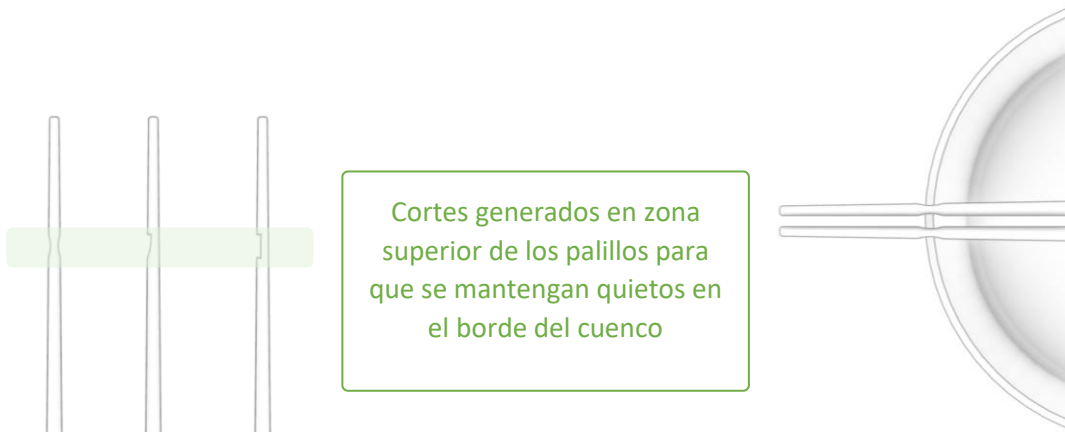 Cortes generados en zona
superior de los palillos para
que se mantengan quietos en
el borde del cuenco